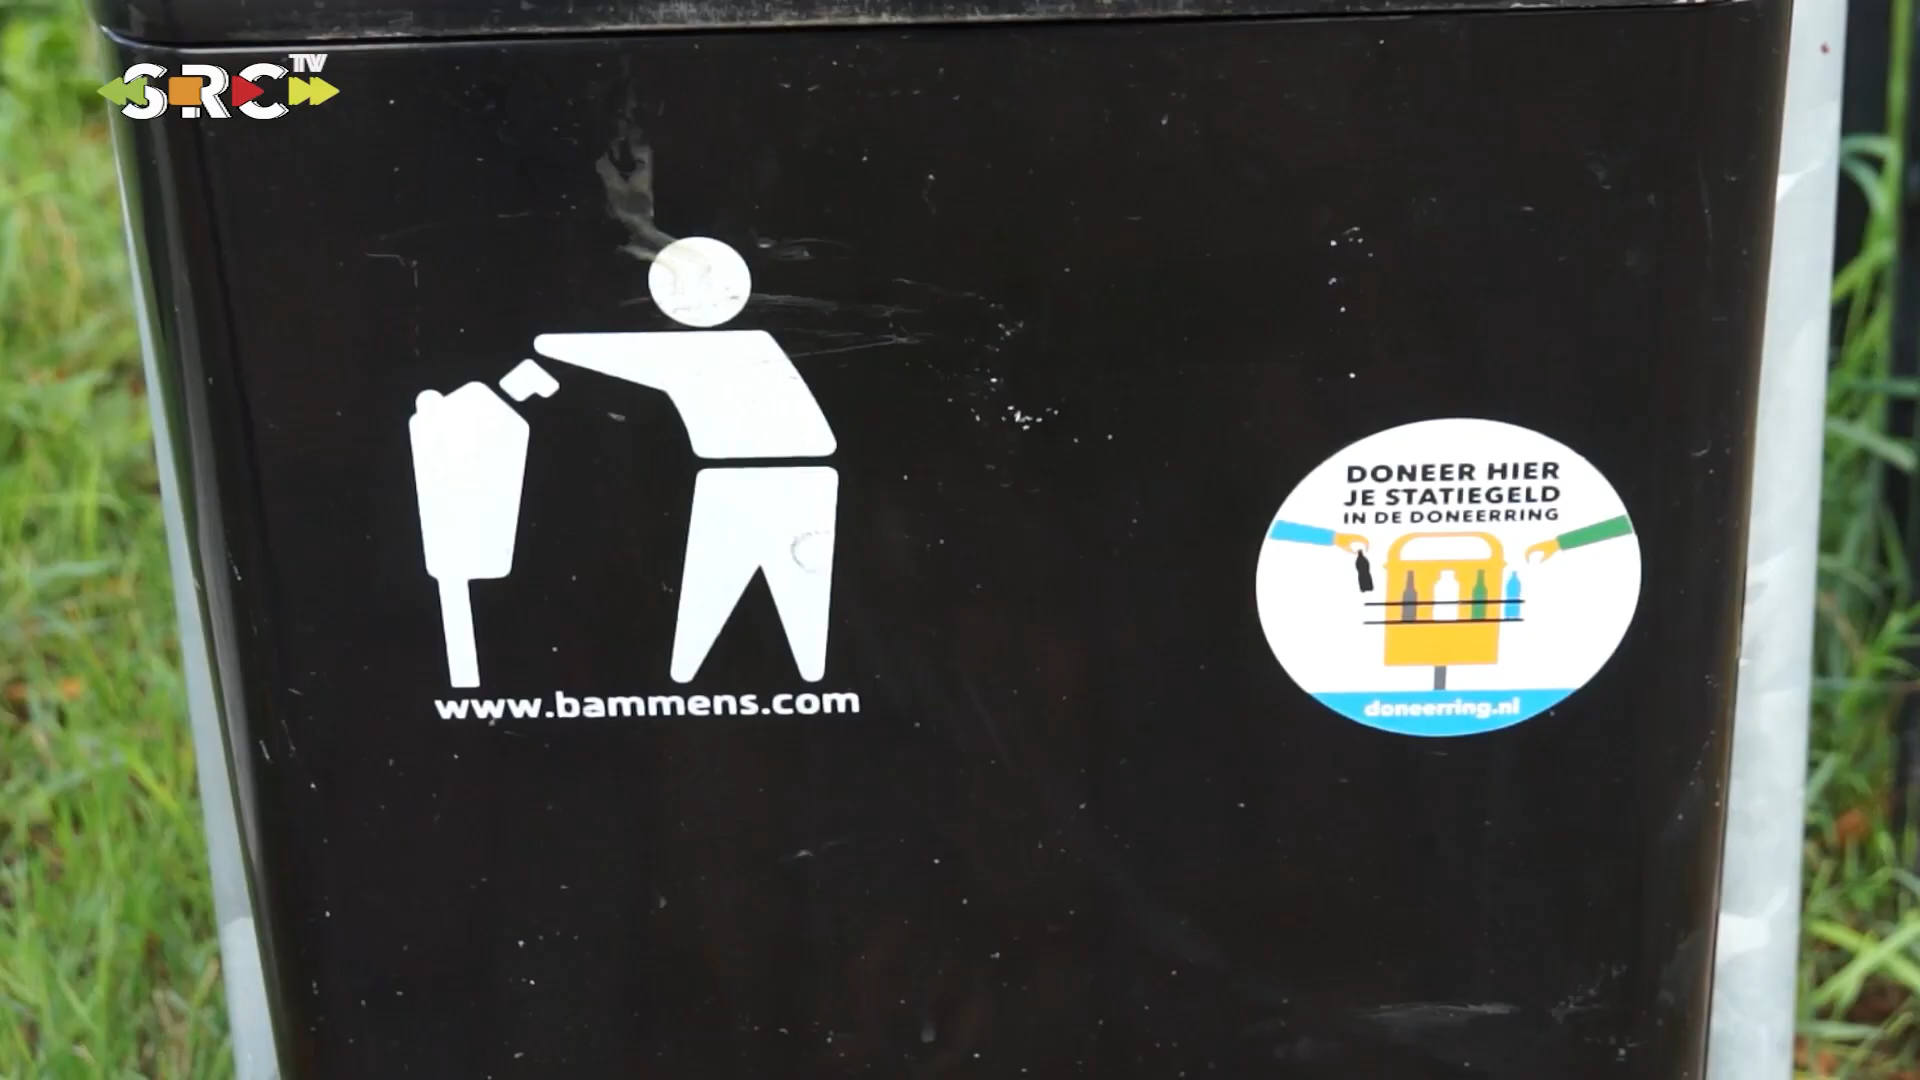 SRC TV
www.bammens.com
DONEER HIER
JE STATIEGELD
IN DE DONEERRING
doneerring.nl